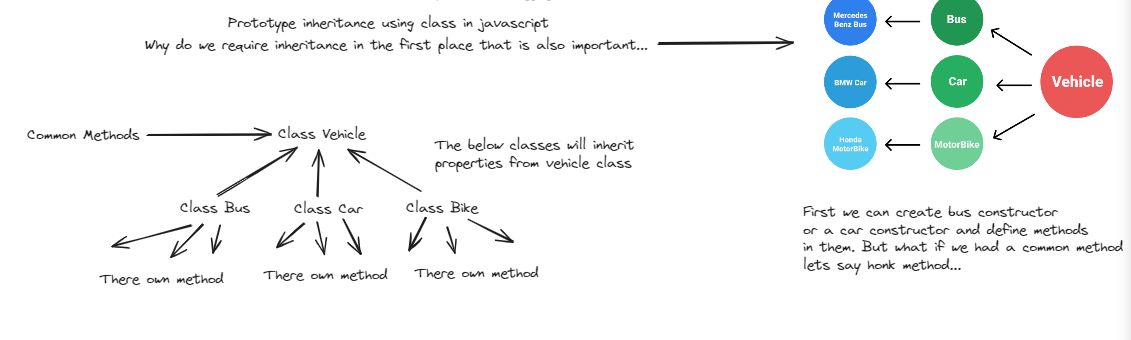 Prototype inheritance using class in javascript
Why do we require inheritance in the first place that is also important...
Mercedes
Benz Bus
Bus
BMW Car
Car
Vehicle
Honda
MotorBike
MotorBike
Common Methods
Class Vehicle
The below classes will inherit
properties from vehicle class
Class Bus
Class Car
Class Bike
There own method
There own method
There own method
First we can create bus constructor
or a car constructor and define methods
in them. But what if we had a common method
lets say honk method...